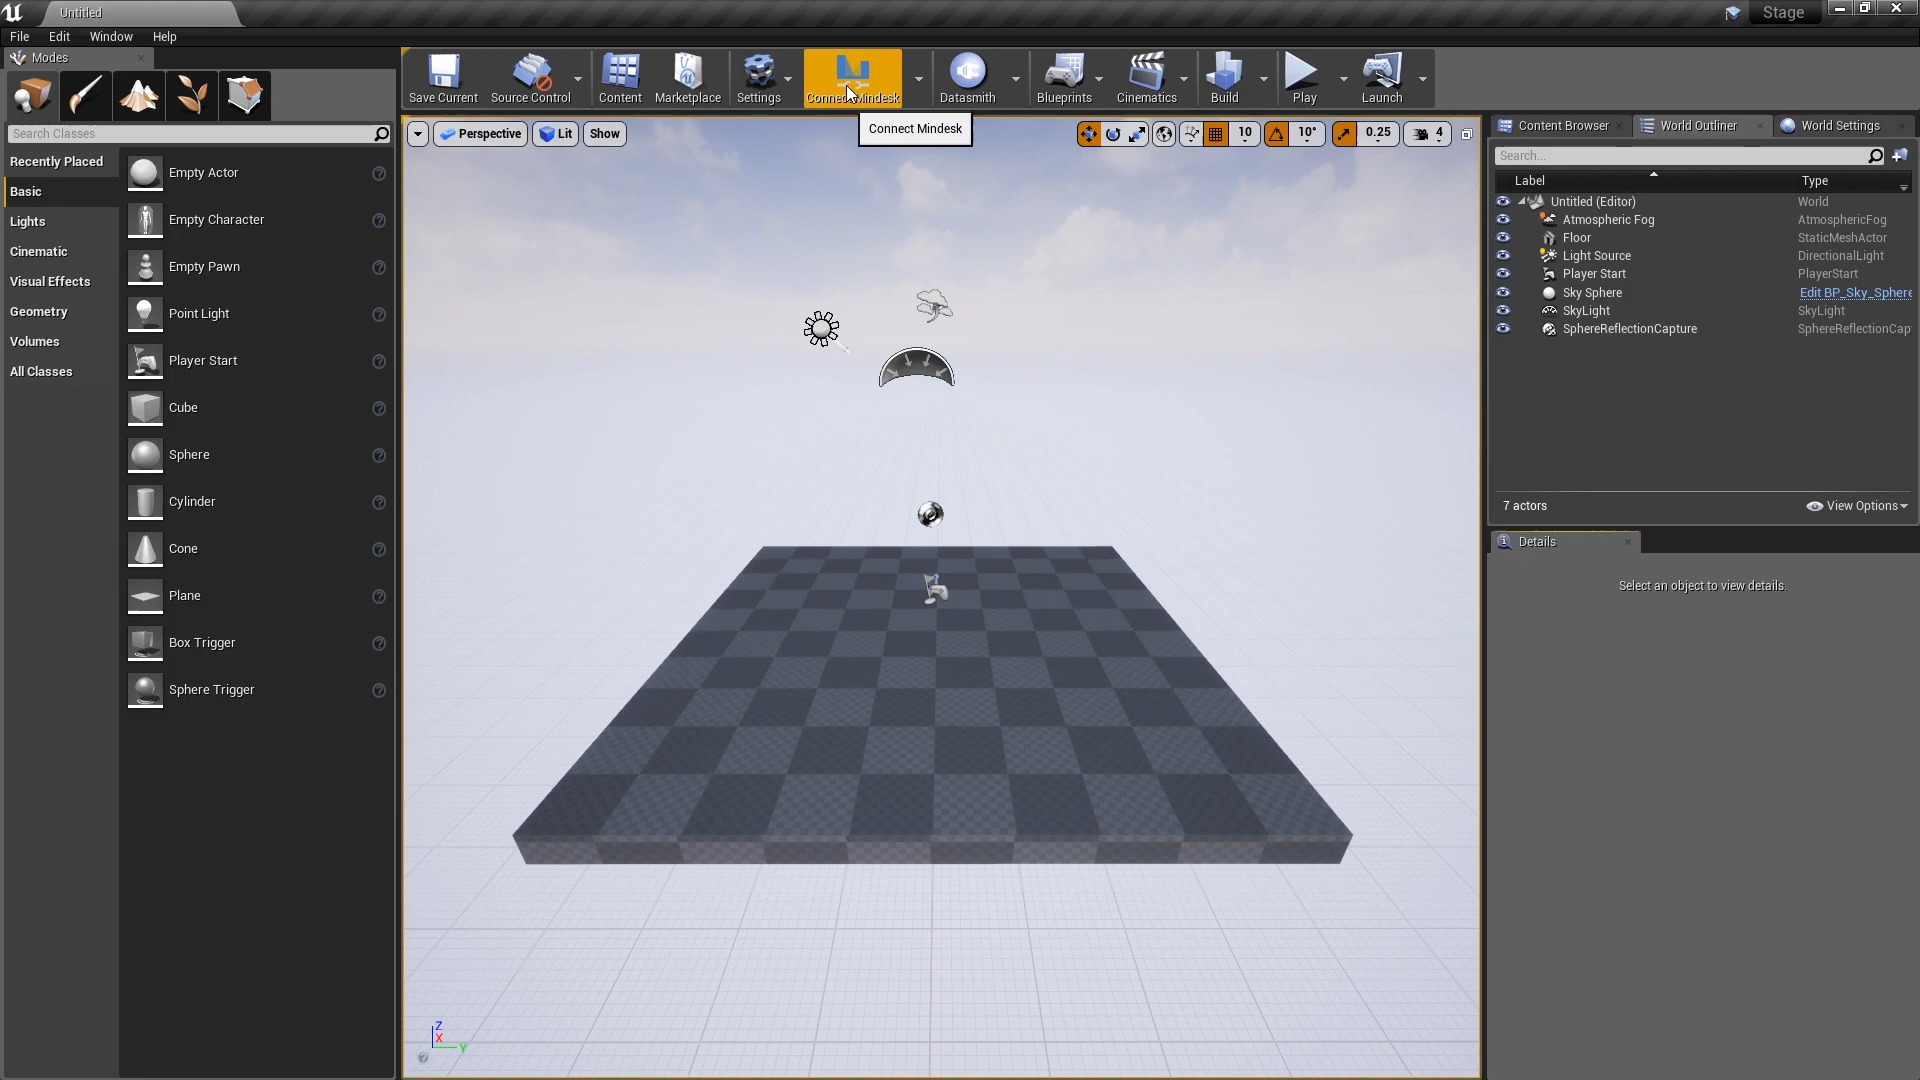 Untitled
Stage
File Edit Window Help
Modes
Save Current
Source Control
Content
Marketplace
Settings
Connect Mindesk
Datasmith
Blueprints
Cinematics
Build
Play
Launch
Connect Mindesk
Search Classes
Recently Placed
Basic
Lights
Cinematic
Visual Effects
Geometry
Volumes
All Classes
Empty Actor
Empty Character
Empty Pawn
Point Light
Player Start
Cube
Sphere
Cylinder
Cone
Plane
Box Trigger
Sphere Trigger
Perspective
Lit
Show
10
10°
0.25
4
Z
X
Y
Content Browser
World Outliner
World Settings
Search...
Label Type
Untitled (Editor) World
Atmospheric Fog AtmosphericFog
Floor StaticMeshActor
Light Source DirectionalLight
Player Start PlayerStart
Sky Sphere Edit BP_Sky_Sphere
SkyLight SkyLight
SphereReflectionCapture SphereReflectionCap
7 actors
View Options
Details
Select an object to view details.